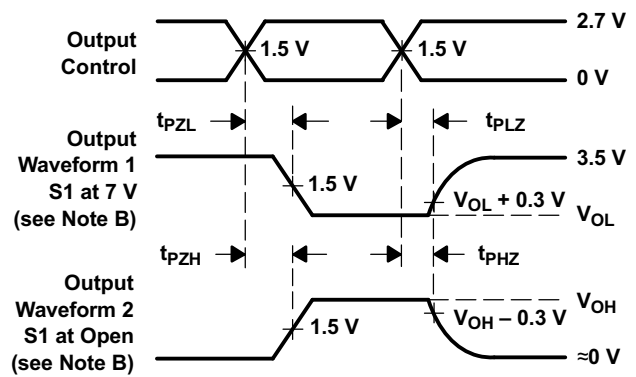 2.7 V
Output
Control
1.5 V
1.5 V
0 V
tPZL
tPLZ
Output
Waveform 1
S1 at 7 V
(see Note B)
3.5 V
1.5 V
VOL + 0.3 V
VOL
tPZH
tPHZ
Output
Waveform 2
S1 at Open
(see Note B)
VOH
1.5 V
VOH – 0.3 V
≈0 V